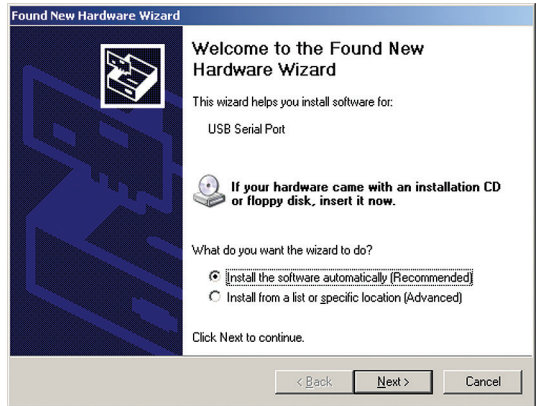 Found New Hardware Wizard
Welcome to the Found New
Hardware Wizard
This wizard helps you install software for:
USB Serial Port
If your hardware came with an installation CD
or floppy disk, insert it now.
What do you want the wizard to do?
Install the software automatically (Recommended)
Install from a list or specific location (Advanced)
Click Next to continue.
< Back
Next >
Cancel